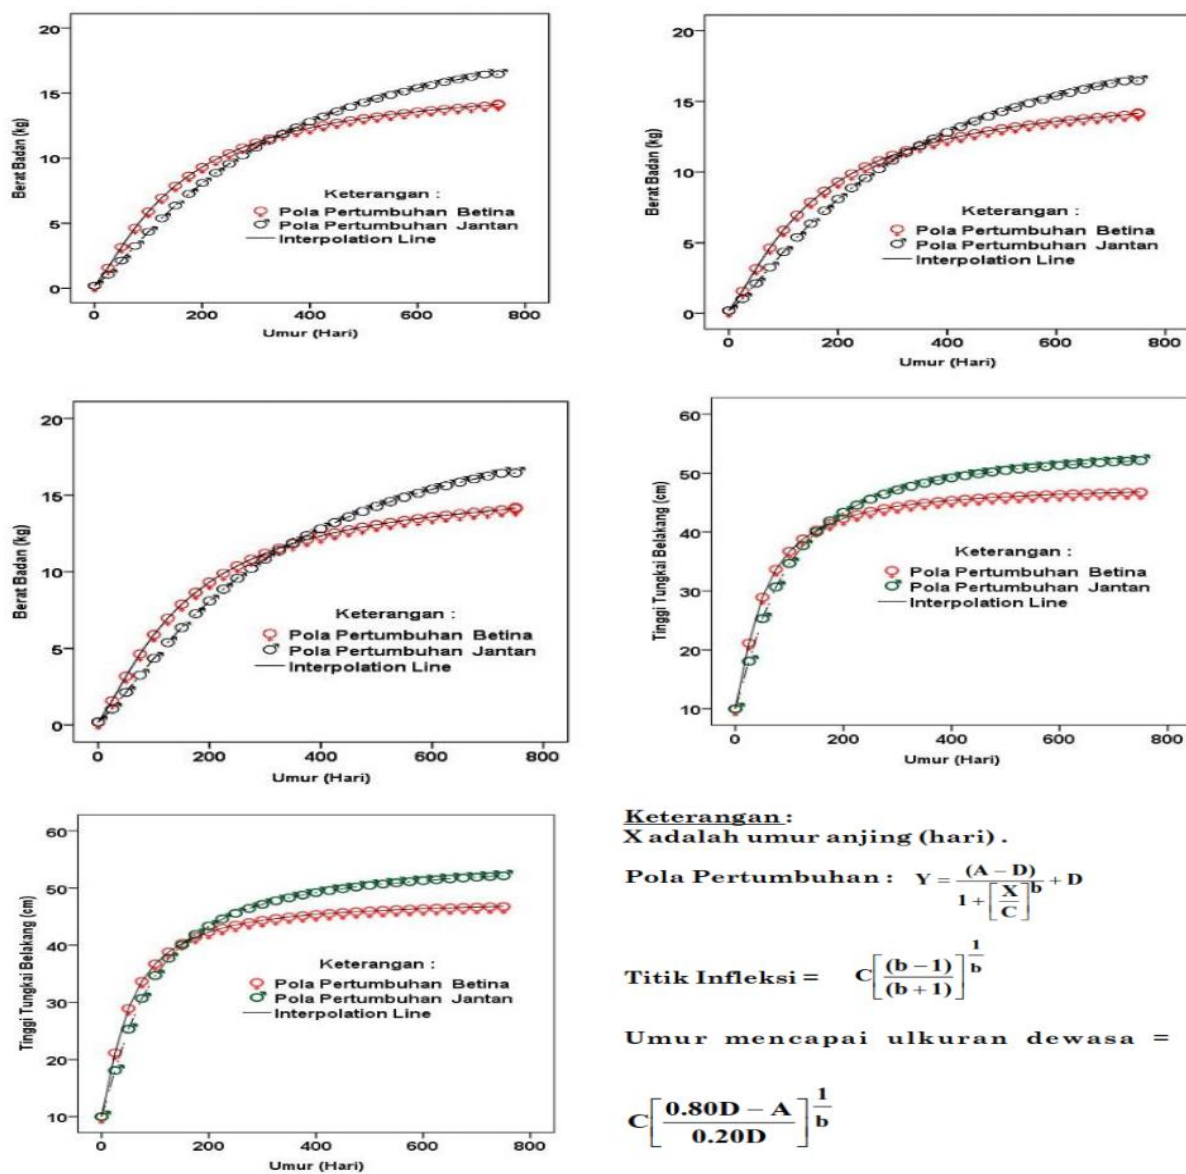 20
15
10
5
0
Berat Badan (kg)
Keterangan :
Pola Pertumbuhan Betina
Pola Pertumbuhan Jantan
Interpolation Line
0 200 400 600 800
Umur (Hari)
20
15
10
5
0
Berat Badan (kg)
Keterangan :
Pola Pertumbuhan Betina
Pola Pertumbuhan Jantan
Interpolation Line
0 200 400 600 800
Umur (Hari)
20
15
10
5
0
Berat Badan (kg)
Keterangan :
Pola Pertumbuhan Betina
Pola Pertumbuhan Jantan
Interpolation Line
0 200 400 600 800
Umur (Hari)
60
50
40
30
20
10
Tinggi Tungkai Belakang (cm)
Keterangan :
Pola Pertumbuhan Betina
Pola Pertumbuhan Jantan
Interpolation Line
0 200 400 600 800
Umur (Hari)
60
50
40
30
20
10
Tinggi Tungkai Belakang (cm)
Keterangan :
Pola Pertumbuhan Betina
Pola Pertumbuhan Jantan
Interpolation Line
0 200 400 600 800
Umur (Hari)
Keterangan :
X adalah umur anjing (hari) .
Pola Pertumbuhan : Y = (A – D) / (1 + [X/C]^b) + D
Titik Infleksi = C[(b – 1)/(b + 1)]^(1/b)
Umur mencapai ulkuran dewasa =
C[(0.80D – A)/0.20D]^(1/b)